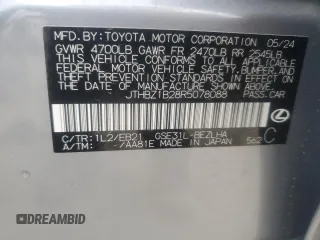 MFD. BY: TOYOTA MOTOR CORPORATION 05/24
GVWR 4700LB GAWR FR 2470LB RR 2545LB
THIS VEHICLE CONFORMS TO ALL APPLICABLE
FEDERAL MOTOR VEHICLE SAFETY, BUMPER, AND
THEFT PREVENTION STANDARDS IN EFFECT ON
THE DATE OF MANUFACTURE SHOWN ABOVE.
JTHBZ1B28R5078088 PASS. CAR
C/TR: 1L2/EB21 GSE31L-BEZLHA
A/TM: -/AA81E MADE IN JAPAN 562 C
DREAMBID